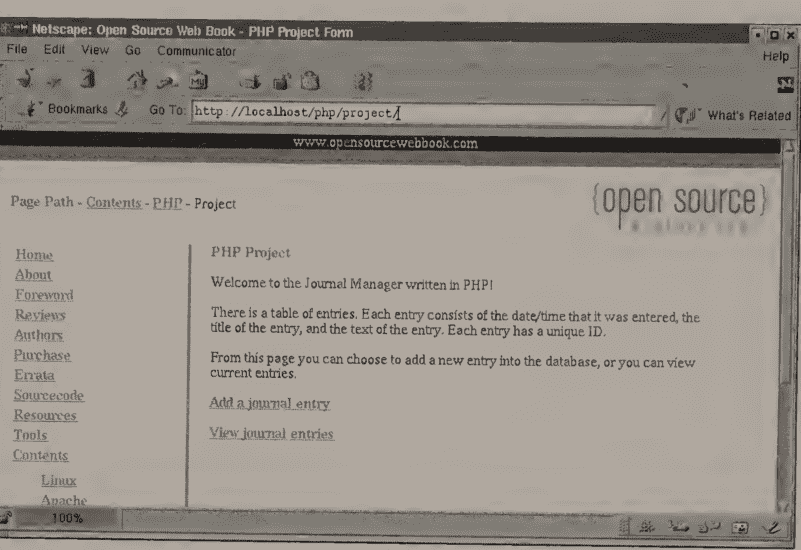 Netscape: Open Source Web Book - PHP Project Form
File Edit View Go Communicator
Help
My
Bookmarks Go To: http://localhost/php/project/ What's Related
www.opensourcewebbook.com
Page Path - Contents - PHP - Project
{open source}
Home
About
Foreword
Reviews
Authors
Purchase
Errata
Sourcecode
Resources
Tools
Contents
Linux
Apache
PHP Project
Welcome to the Journal Manager written in PHP!
There is a table of entries. Each entry consists of the date/time that it was entered, the
title of the entry, and the text of the entry. Each entry has a unique ID.
From this page you can choose to add a new entry into the database, or you can view
current entries.
Add a journal entry
View journal entries
100%